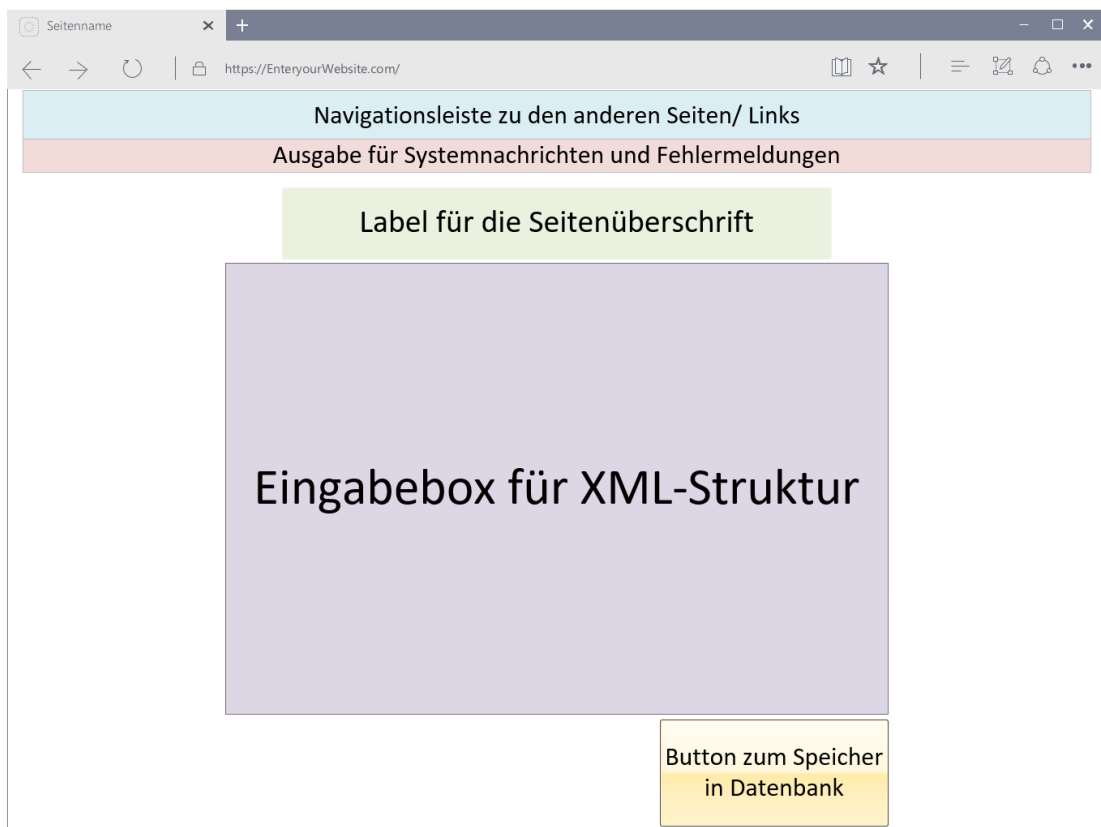 Seitenname
https://EnteryourWebsite.com/
Navigationsleiste zu den anderen Seiten/ Links
Ausgabe für Systemnachrichten und Fehlermeldungen
Label für die Seitenüberschrift
Eingabebox für XML-Struktur
Button zum Speicher
in Datenbank